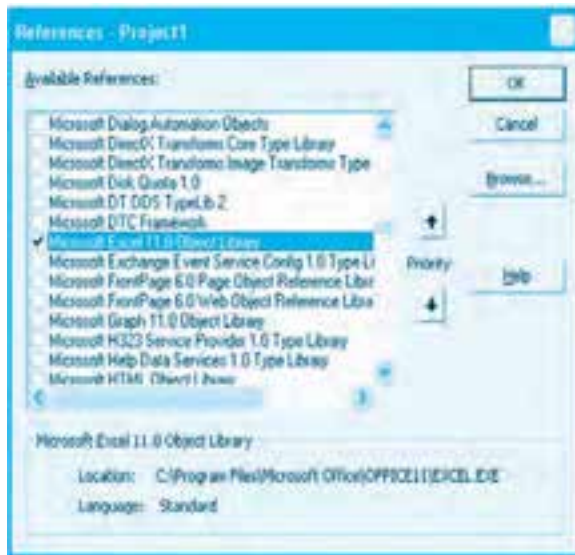 References - Project1
Available References:
OK
Microsoft Dialog Automation Objects
Cancel
Microsoft DirectX Transforms Core Type Library
Microsoft DirectX Transforms Image Transforms Type
Microsoft Disk Quota 1.0
Browse...
Microsoft DT DDS TypeLib 2
Microsoft DTC Framework
Microsoft Excel 11.0 Object Library
Microsoft Exchange Event Service Config 1.0 Type Li
Priority
Help
Microsoft FrontPage 6.0 Page Object Reference Libra
Microsoft FrontPage 6.0 Web Object Reference Libra
Microsoft Graph 11.0 Object Library
Microsoft H323 Service Provider 1.0 Type Library
Microsoft Help Data Services 1.0 Type Library
Microsoft HTML Object Library
Microsoft Excel 11.0 Object Library
Location: C:\Program Files\Microsoft Office\OFFICE11\EXCEL.EXE
Language: Standard